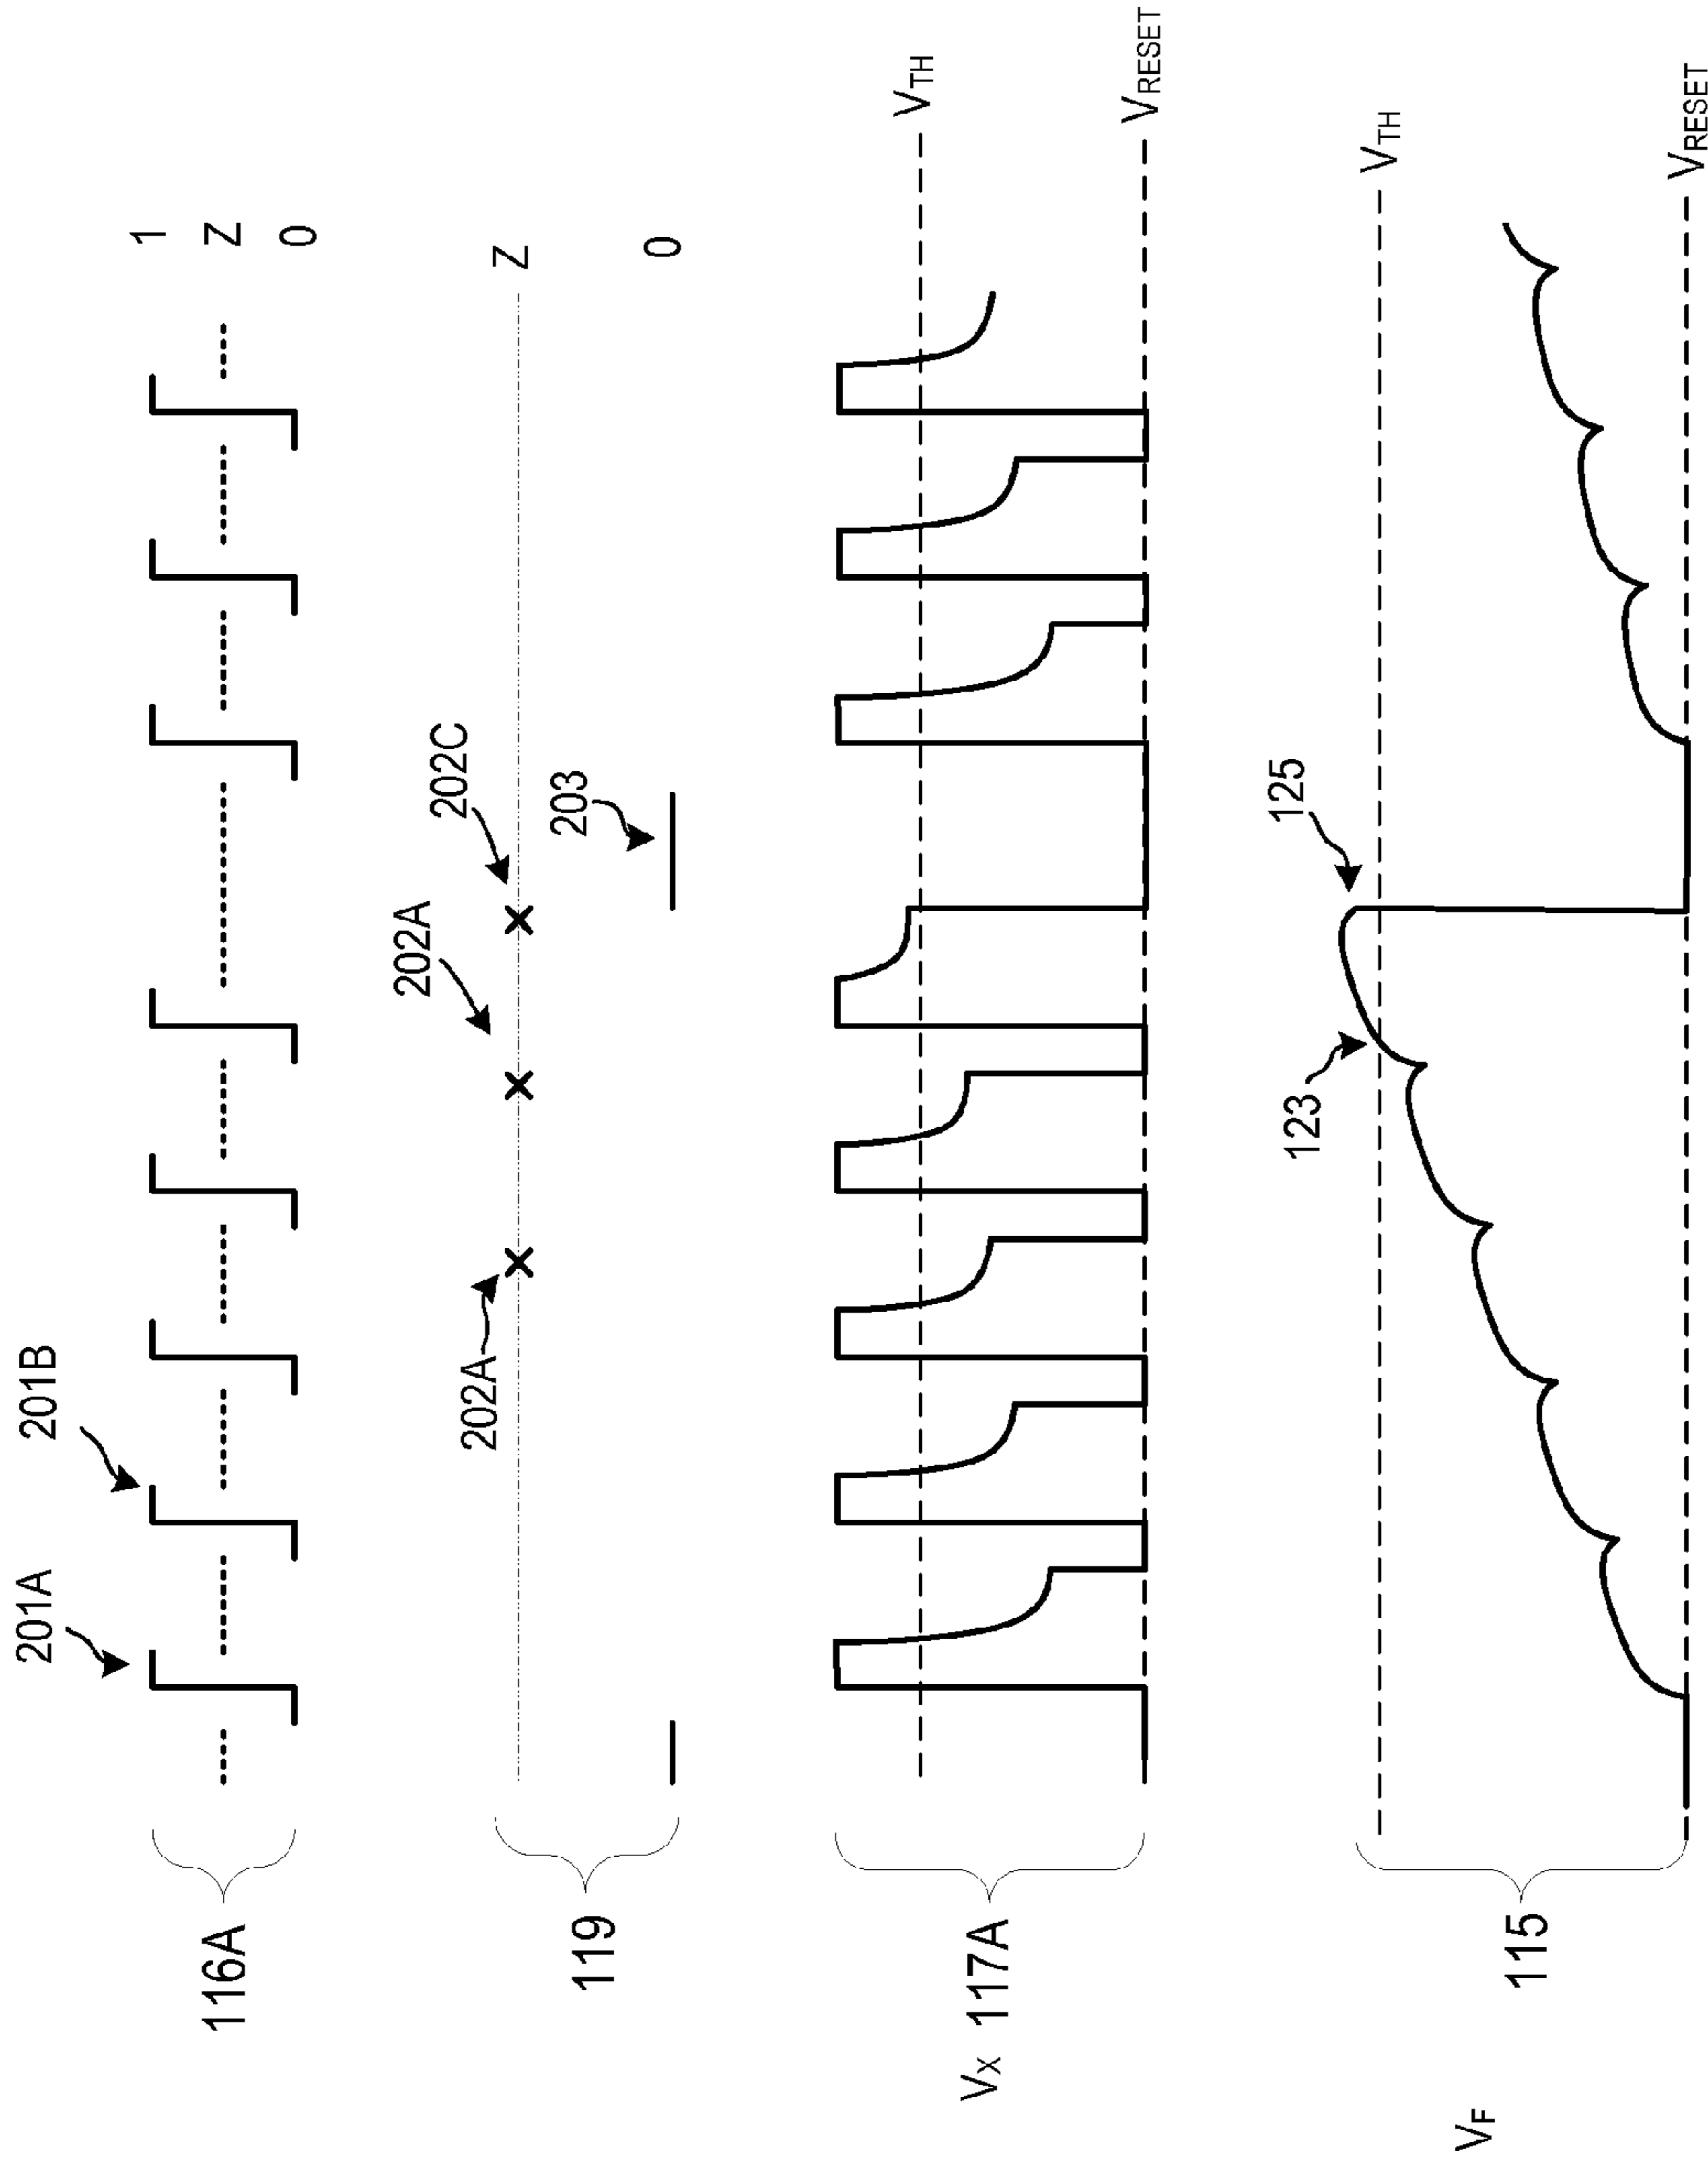 201A
201B
116A
1
Z
0
202A
202A
202C
119
Z
203
0
V_X 117A
V_TH
V_RESET
123
125
V_F
115
V_TH
V_RESET